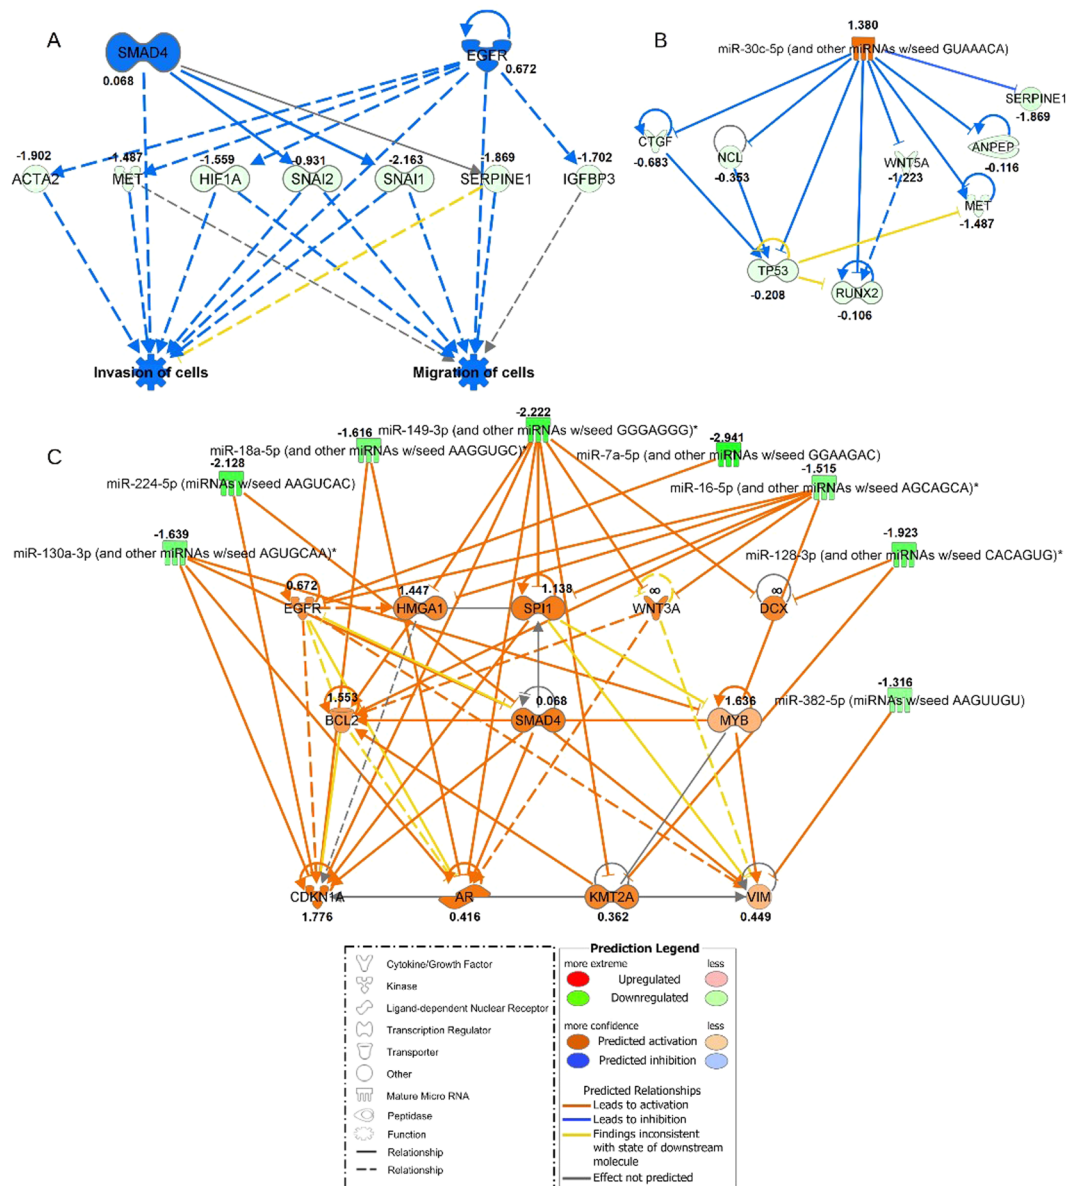 A
SMAD4
0.068
EGFR
0.672
-1.902
ACTA2
-1.487
MET
-1.559
HIF1A
-0.931
SNAI2
-2.163
SNAI1
-1.869
SERPINE1
-1.702
IGFBP3
Invasion of cells
Migration of cells
B
1.380
miR-30c-5p (and other miRNAs w/seed GUAAACA)
SERPINE1
-1.869
CTGF
-0.683
NCL
-0.353
WNT5A
-1.223
ANPEP
-0.116
MET
-1.487
TP53
-0.208
RUNX2
-0.106
C
-2.222
miR-149-3p (and other miRNAs w/seed GGGAGGG)*
-1.616
miR-18a-5p (and other miRNAs w/seed AAGGUGC)*
-2.941
miR-7a-5p (and other miRNAs w/seed GGAAGAC)
-2.128
miR-224-5p (miRNAs w/seed AAGUCAC)
-1.515
miR-16-5p (and other miRNAs w/seed AGCAGCA)*
-1.639
miR-130a-3p (and other miRNAs w/seed AGUGCAA)*
-1.923
miR-128-3p (and other miRNAs w/seed CACAGUG)*
0.672
EGFR
1.447
HMGA1
1.138
SPI1
∞
WNT3A
∞
DCX
1.553
BCL2
0.068
SMAD4
1.636
MYB
-1.316
miR-382-5p (miRNAs w/seed AAGUUGU)
CDKN1A
1.776
AR
0.416
KMT2A
0.362
VIM
0.449
Cytokine/Growth Factor
Kinase
Ligand-dependent Nuclear Receptor
Transcription Regulator
Transporter
Other
Mature Micro RNA
Peptidase
Function
Relationship
Relationship
Prediction Legend
more extreme less
Upregulated
Downregulated
more confidence less
Predicted activation
Predicted inhibition
Predicted Relationships
Leads to activation
Leads to inhibition
Findings inconsistent
with state of downstream
molecule
Effect not predicted